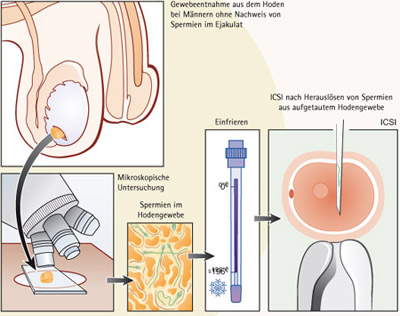 Gewebeentnahme aus dem Hoden
bei Männern ohne Nachweis von
Spermien im Ejakulat
ICSI nach Herauslösen von Spermien
aus aufgetautem Hodengewebe
Mikroskopische
Untersuchung
Spermien im
Hodengewebe
Einfrieren
ICSI